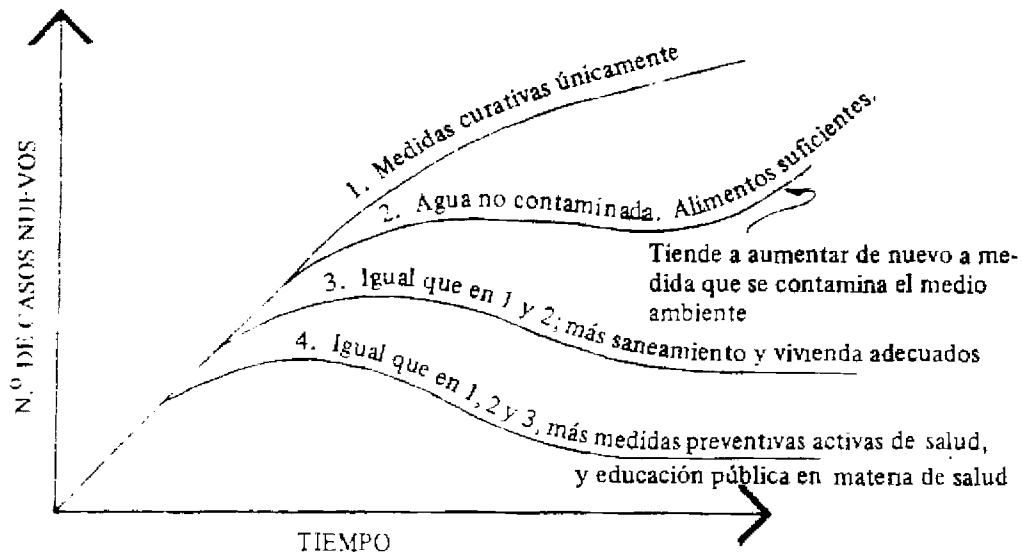 N.º DE CASOS NUEVOS
1. Medidas curativas únicamente
2. Agua no contaminada. Alimentos suficientes.
Tiende a aumentar de nuevo a me-
dida que se contamina el medio
ambiente
3. Igual que en 1 y 2; más saneamiento y vivienda adecuados
4. Igual que en 1, 2 y 3, más medidas preventivas activas de salud,
y educación pública en materia de salud
TIEMPO